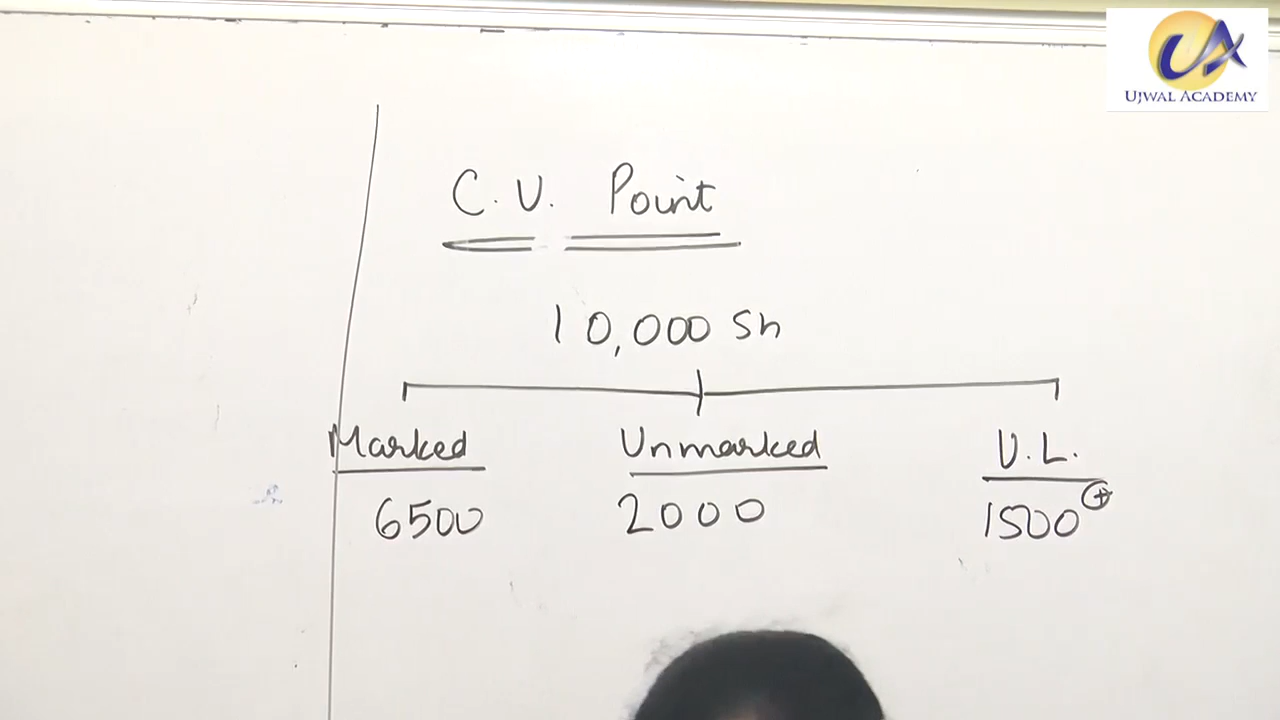 UJWAL ACADEMY
C.V. Point
10,000 Sh
Marked Unmarked U.L.
6500 2000 1500 +